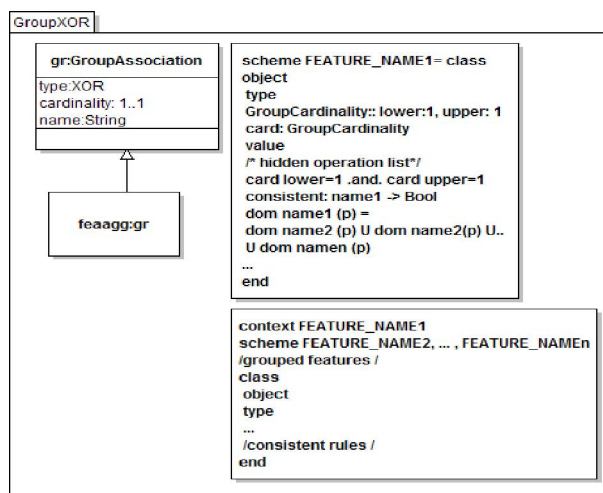 GroupXOR
gr:GroupAssociation
type:XOR
cardinality: 1..1
name:String
feaagg:gr
scheme FEATURE_NAME1= class
object
type
GroupCardinality:: lower:1, upper: 1
card: GroupCardinality
value
/* hidden operation list*/
card lower=1 .and. card upper=1
consistent: name1 -> Bool
dom name1 (p) =
dom name2 (p) U dom name2(p) U..
U dom namen (p)
...
end
context FEATURE_NAME1
scheme FEATURE_NAME2, ... , FEATURE_NAMEn
/grouped features /
class
object
type
...
/consistent rules /
end